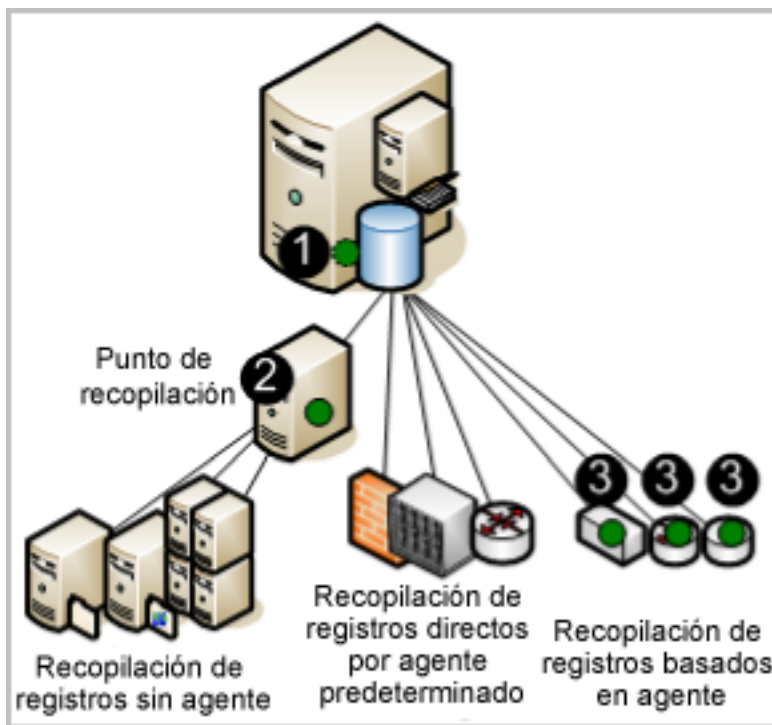 1
Punto de
recopilación
2
3 3 3
Recopilación de
registros sin agente
Recopilación de
registros directos
por agente
predeterminado
Recopilación de
registros basados
en agente